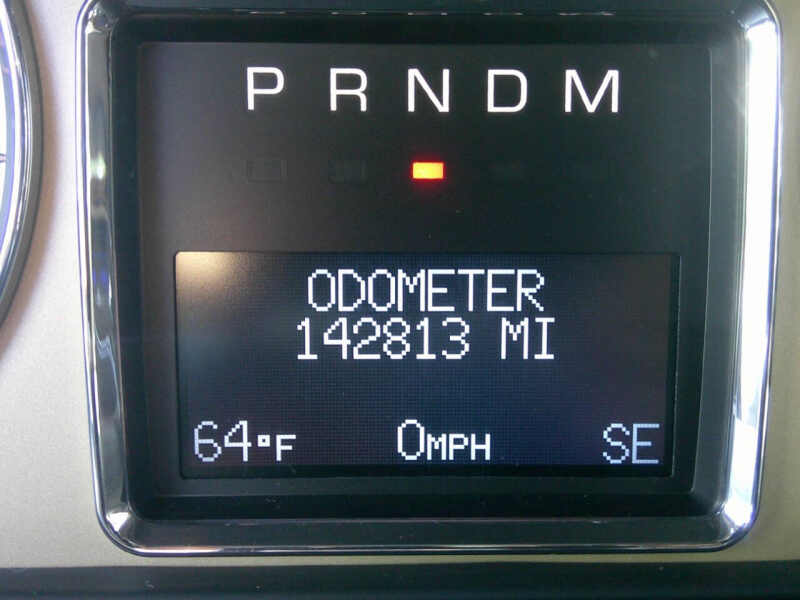 P R N D M
ODOMETER
142813 MI
64°F 0MPH SE